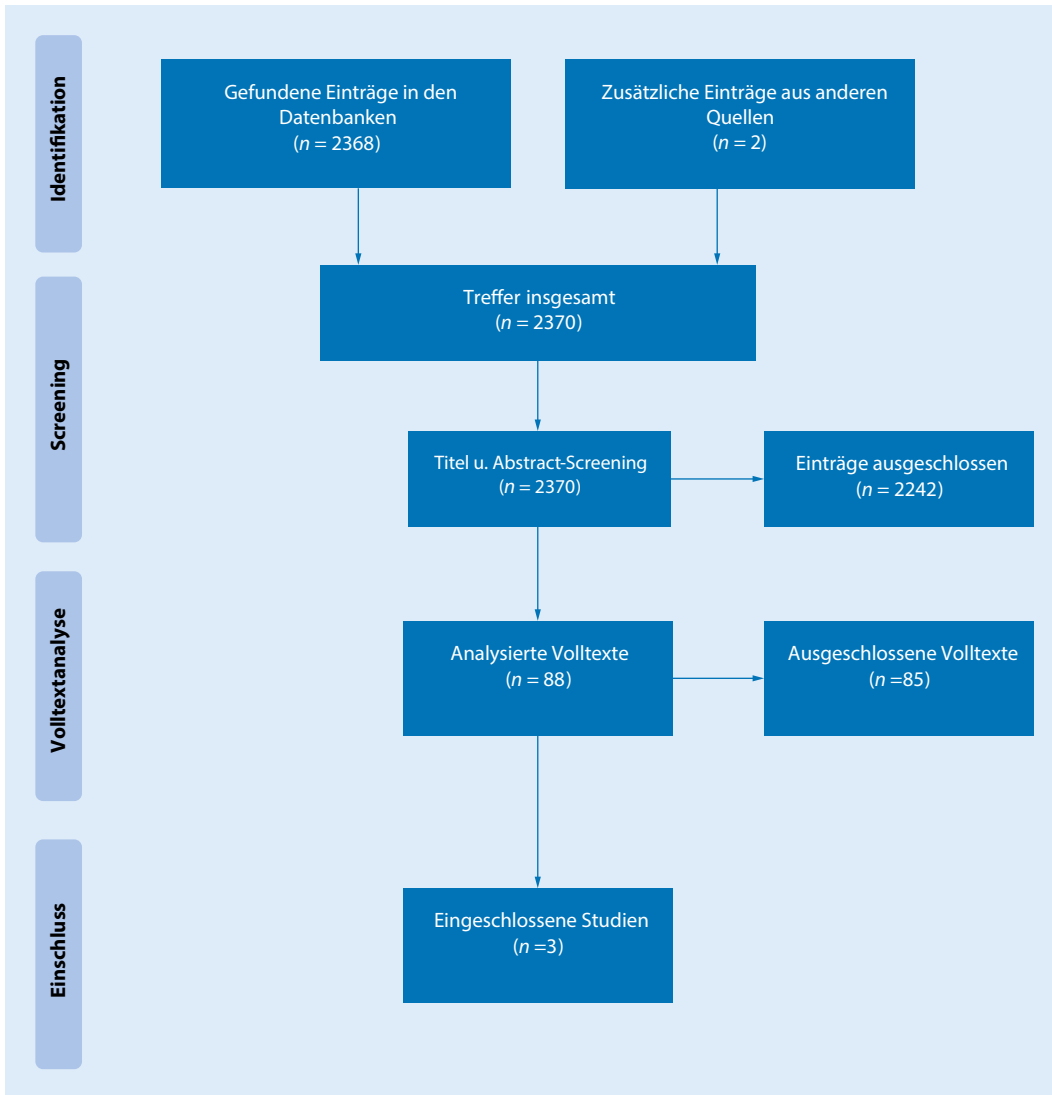 Identifikation
Gefundene Einträge in den
Datenbanken
(n = 2368)
Zusätzliche Einträge aus anderen
Quellen
(n = 2)
Screening
Treffer insgesamt
(n = 2370)
Titel u. Abstract-Screening
(n = 2370)
Einträge ausgeschlossen
(n = 2242)
Volltextanalyse
Analysierte Volltexte
(n = 88)
Ausgeschlossene Volltexte
(n =85)
Einschluss
Eingeschlossene Studien
(n =3)